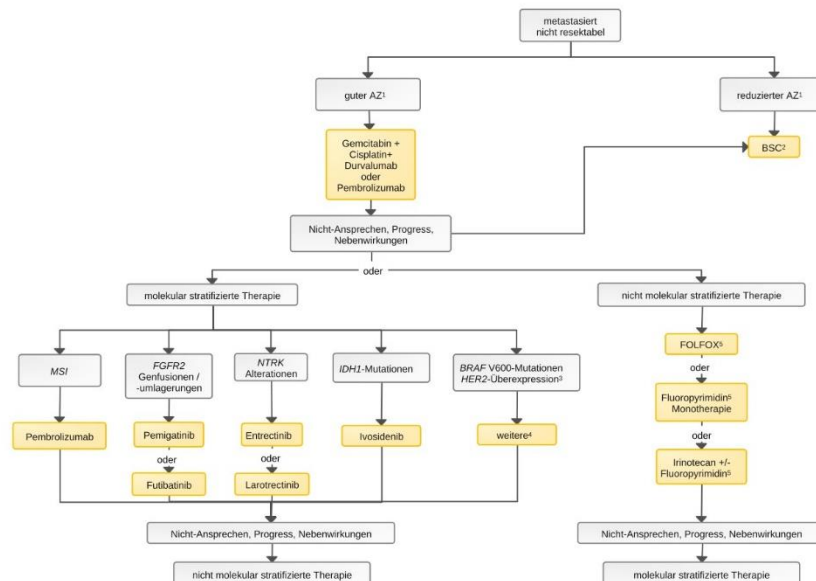 metastasiert
nicht resektabel
guter AZ¹
reduzierter AZ¹
Gemcitabin +
Cisplatin+
Durvalumab
oder
Pembrolizumab
BSC²
Nicht-Ansprechen, Progress,
Nebenwirkungen
oder
molekular stratifizierte Therapie
nicht molekular stratifizierte Therapie
MSI
FGFR2
Genfusionen /
-umlagerungen
NTRK
Alterationen
IDH1-Mutationen
BRAF V600-Mutationen
HER2-Überexpression³
FOLFOX⁵
oder
Pembrolizumab
Pemigatinib
Entrectinib
Ivosidenib
weitere⁴
Fluoropyrimidin⁵
Monotherapie
oder
oder
oder
Futibatinib
Larotrectinib
Irinotecan +/-
Fluoropyrimidin⁵
Nicht-Ansprechen, Progress, Nebenwirkungen
Nicht-Ansprechen, Progress, Nebenwirkungen
nicht molekular stratifizierte Therapie
molekular stratifizierte Therapie